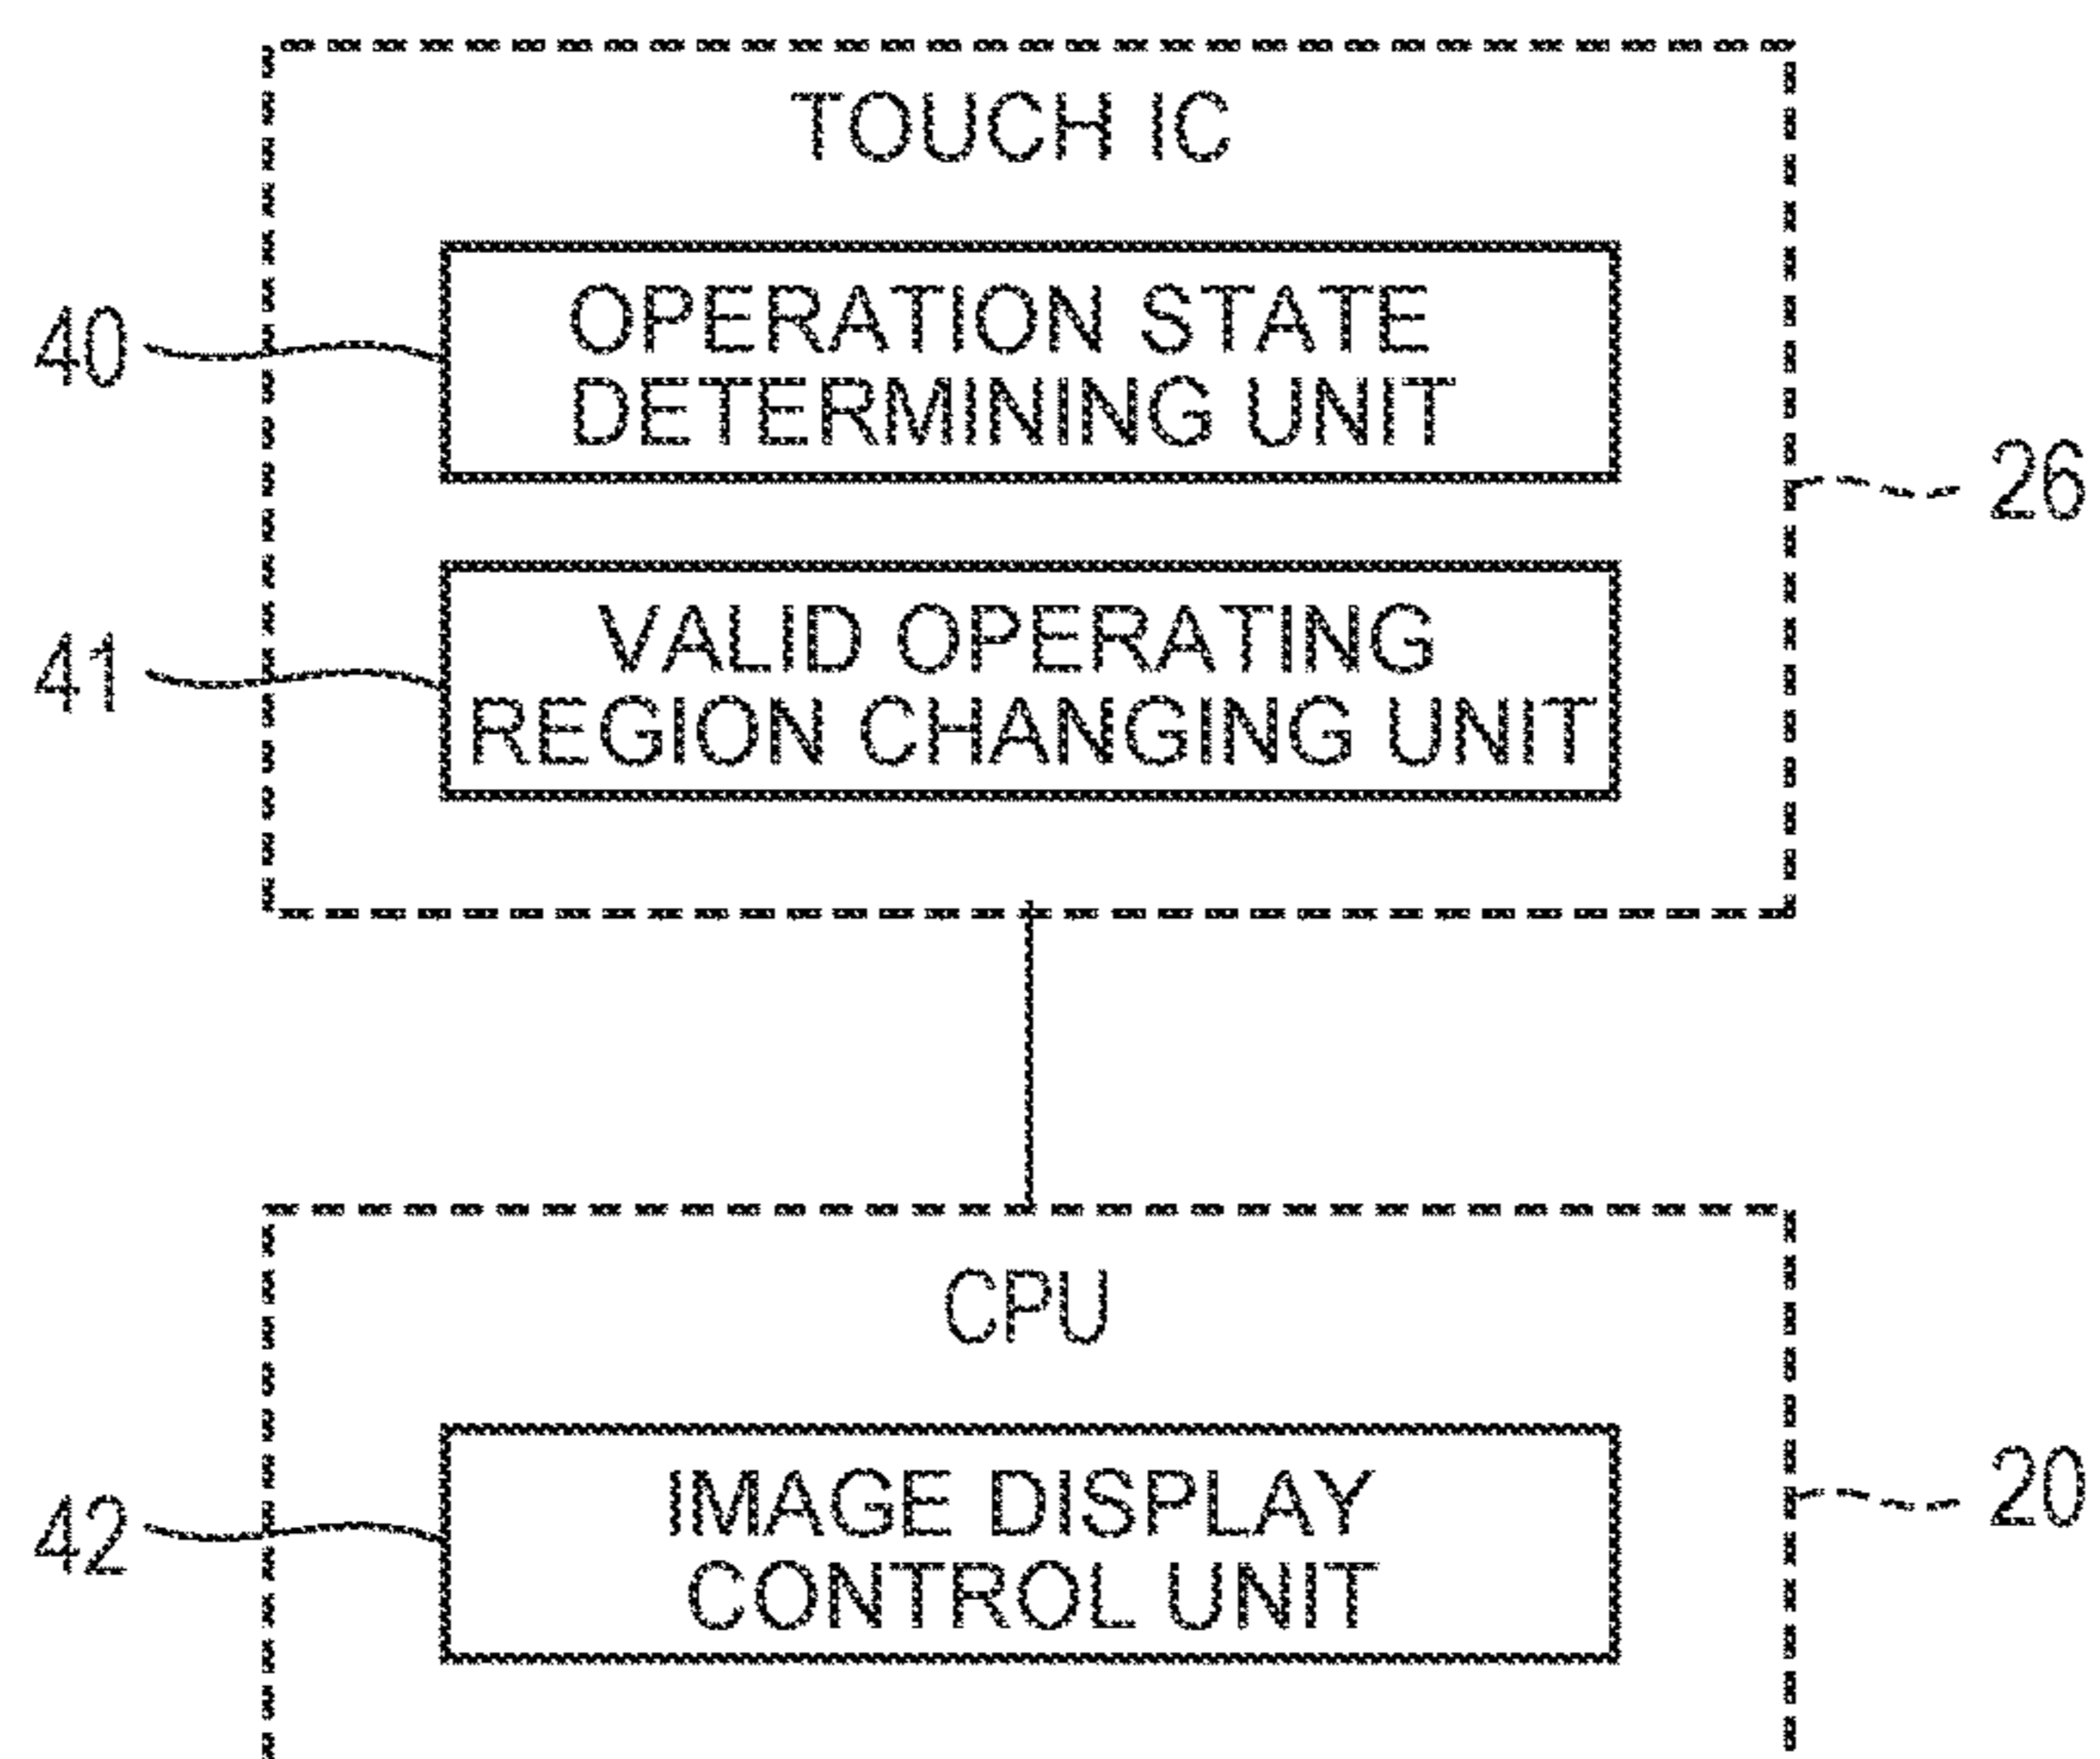 TOUCH IC
40
OPERATION STATE
DETERMINING UNIT
26
41
VALID OPERATING
REGION CHANGING UNIT
CPU
42
IMAGE DISPLAY
CONTROL UNIT
20